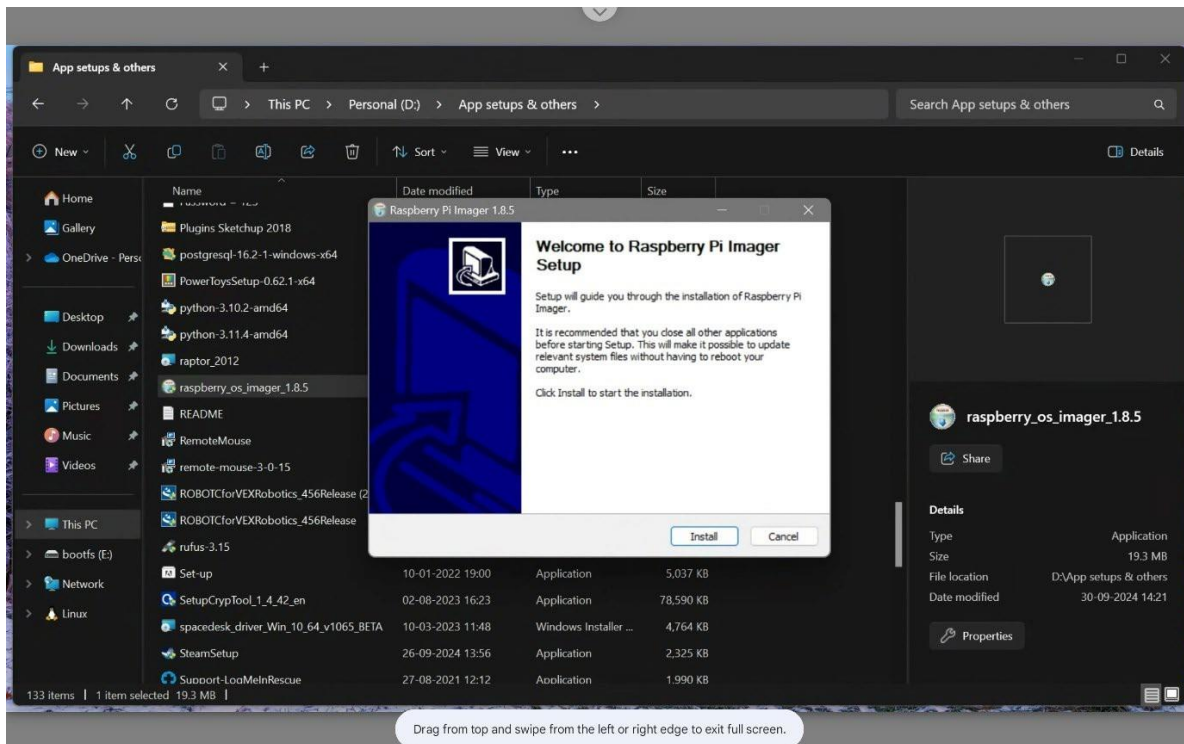 App setups & others
This PC > Personal (D:) > App setups & others >
Search App setups & others
New
Sort
View
Details
Home
Gallery
OneDrive - Perso
Desktop
Downloads
Documents
Pictures
Music
Videos
This PC
bootfs (E:)
Network
Linux
Name Date modified Type Size
Plugins Sketchup 2018
postgresql-16.2-1-windows-x64
PowerToysSetup-0.62.1-x64
python-3.10.2-amd64
python-3.11.4-amd64
raptor_2012
raspberry_os_imager_1.8.5
README
RemoteMouse
remote-mouse-3-0-15
ROBOTCforVEXRobotics_456Release (2
ROBOTCforVEXRobotics_456Release
rufus-3.15
Set-up 10-01-2022 19:00 Application 5,037 KB
SetupCrypTool_1_4_42_en 02-08-2023 16:23 Application 78,590 KB
spacedesk_driver_Win_10_64_v1065_BETA 10-03-2023 11:48 Windows Installer ... 4,764 KB
SteamSetup 26-09-2024 13:56 Application 2,325 KB
Support-LogMeInRescue 27-08-2021 12:12 Application 1,990 KB
Raspberry Pi Imager 1.8.5
Welcome to Raspberry Pi Imager
Setup
Setup will guide you through the installation of Raspberry Pi
Imager.
It is recommended that you close all other applications
before starting Setup. This will make it possible to update
relevant system files without having to reboot your
computer.
Click Install to start the installation.
Install
Cancel
raspberry_os_imager_1.8.5
Share
Details
Type Application
Size 19.3 MB
File location D:\App setups & others
Date modified 30-09-2024 14:21
Properties
133 items | 1 item selected 19.3 MB |
Drag from top and swipe from the left or right edge to exit full screen.